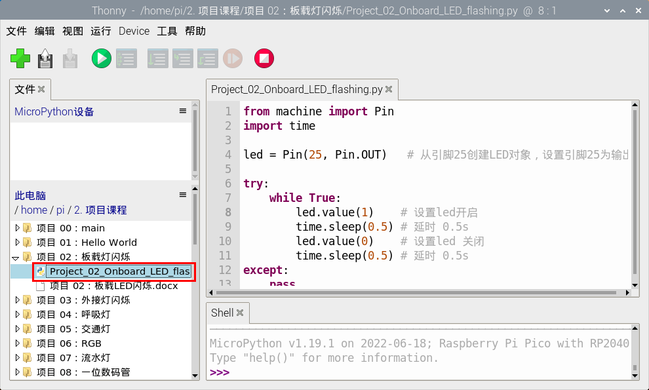 Thonny - /home/pi/2. 项目课程/项目 02：板载灯闪烁/Project_02_Onboard_LED_flashing.py @ 8 : 1
文件 编辑 视图 运行 Device 工具 帮助
文件
MicroPython设备
此电脑
/ home / pi / 2. 项目课程
项目 00：main
项目 01：Hello World
项目 02：板载灯闪烁
Project_02_Onboard_LED_flas
项目 02：板载LED闪烁.docx
项目 03：外接灯闪烁
项目 04：呼吸灯
项目 05：交通灯
项目 06：RGB
项目 07：流水灯
项目 08：一位数码管
Project_02_Onboard_LED_flashing.py
1 from machine import Pin
2 import time
3
4 led = Pin(25, Pin.OUT) # 从引脚25创建LED对象，设置引脚25为输出
5
6 try:
7 while True:
8 led.value(1) # 设置led开启
9 time.sleep(0.5) # 延时 0.5s
10 led.value(0) # 设置led 关闭
11 time.sleep(0.5) # 延时 0.5s
12 except:
13 pass
Shell
MicroPython v1.19.1 on 2022-06-18; Raspberry Pi Pico with RP2040
Type "help()" for more information.
>>>